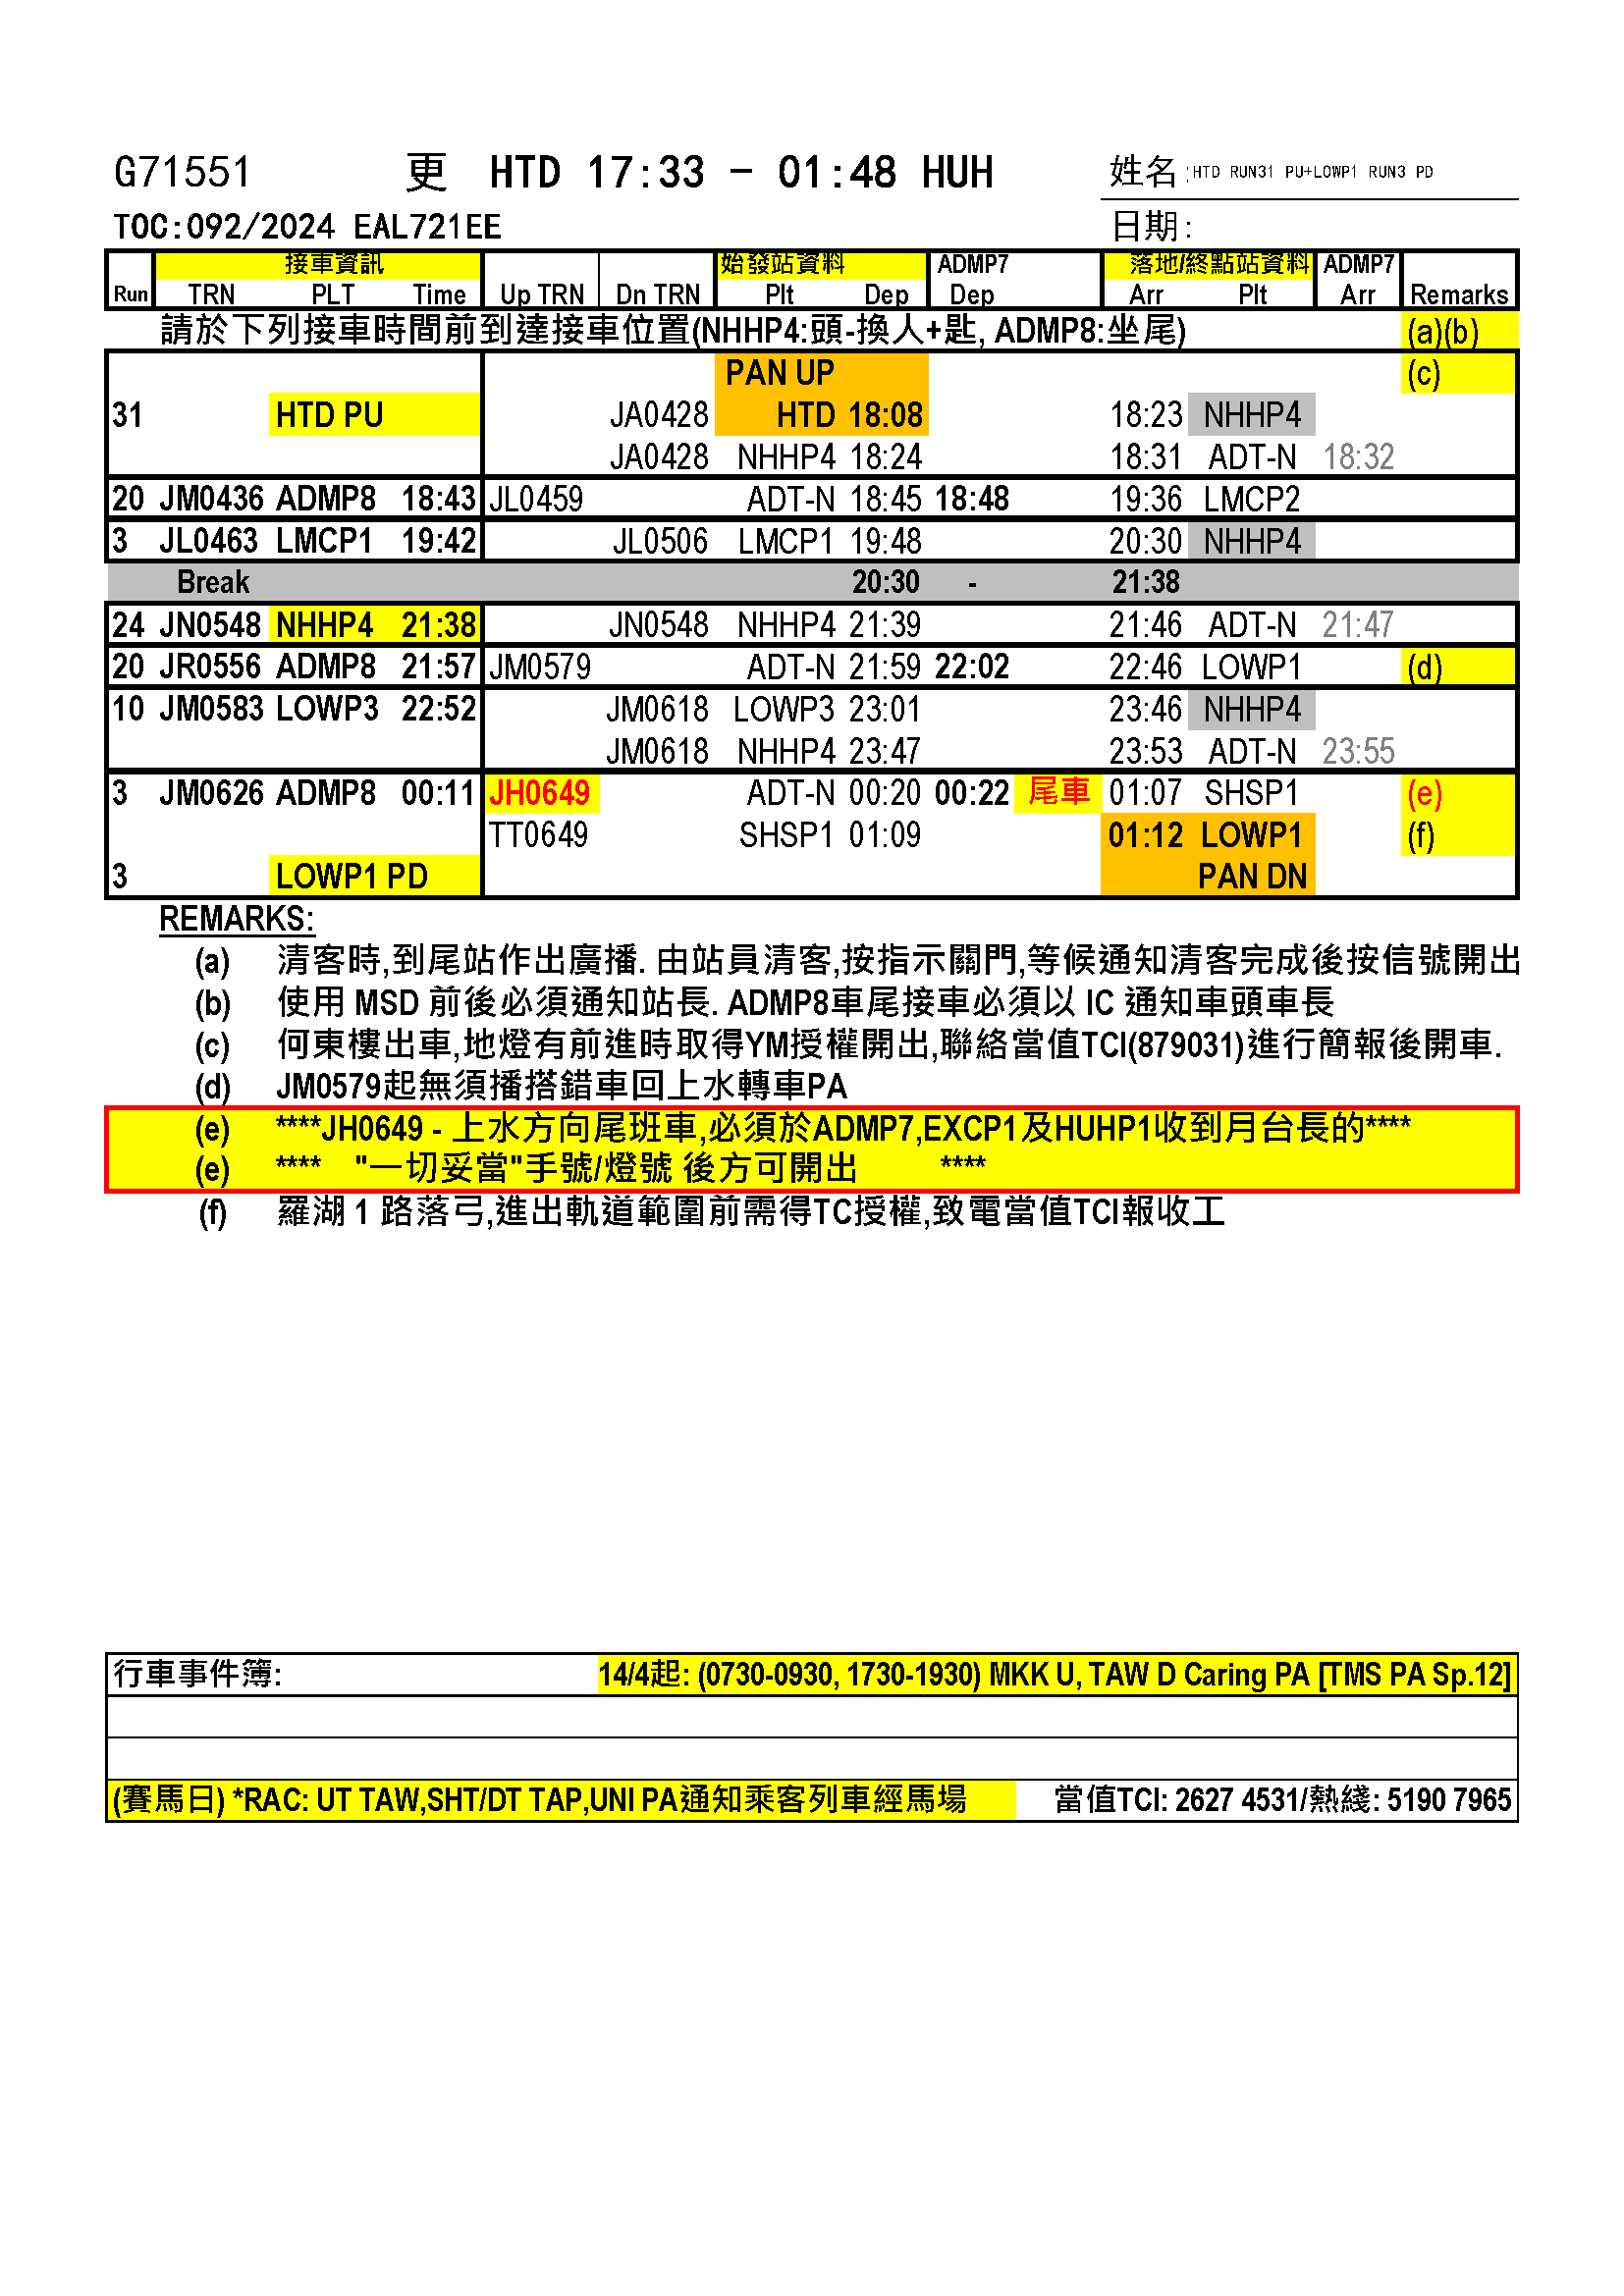 G71551 更 HTD 17:33 - 01:48 HUH 姓名:HTD RUN31 PU+LOWP1 RUN3 PD
TOC:092/2024 EAL721EE 日期:
接車資訊 始發站資料 ADMP7 落地/終點站資料 ADMP7
Run TRN PLT Time Up TRN Dn TRN Plt Dep Dep Arr Plt Arr Remarks
請於下列接車時間前到達接車位置(NHHP4:頭-換人+匙, ADMP8:坐尾) (a)(b)
PAN UP (c)
31 HTD PU JA0428 HTD 18:08 18:23 NHHP4
JA0428 NHHP4 18:24 18:31 ADT-N 18:32
20 JM0436 ADMP8 18:43 JL0459 ADT-N 18:45 18:48 19:36 LMCP2
3 JL0463 LMCP1 19:42 JL0506 LMCP1 19:48 20:30 NHHP4
Break 20:30 - 21:38
24 JN0548 NHHP4 21:38 JN0548 NHHP4 21:39 21:46 ADT-N 21:47
20 JR0556 ADMP8 21:57 JM0579 ADT-N 21:59 22:02 22:46 LOWP1 (d)
10 JM0583 LOWP3 22:52 JM0618 LOWP3 23:01 23:46 NHHP4
JM0618 NHHP4 23:47 23:53 ADT-N 23:55
3 JM0626 ADMP8 00:11 JH0649 ADT-N 00:20 00:22 尾車 01:07 SHSP1 (e)
TT0649 SHSP1 01:09 01:12 LOWP1 (f)
3 LOWP1 PD PAN DN
REMARKS:
(a) 清客時,到尾站作出廣播. 由站員清客,按指示關門,等候通知清客完成後按信號開出
(b) 使用 MSD 前後必須通知站長. ADMP8車尾接車必須以 IC 通知車頭車長
(c) 何東樓出車,地燈有前進時取得YM授權開出,聯絡當值TCI(879031)進行簡報後開車.
(d) JM0579起無須播搭錯車回上水轉車PA
(e) ****JH0649 - 上水方向尾班車,必須於ADMP7,EXCP1及HUHP1收到月台長的****
(e) **** "一切妥當"手號/燈號 後方可開出 ****
(f) 羅湖 1 路落弓,進出軌道範圍前需得TC授權,致電當值TCI報收工
行車事件簿: 14/4起: (0730-0930, 1730-1930) MKK U, TAW D Caring PA [TMS PA Sp.12]
(賽馬日) *RAC: UT TAW,SHT/DT TAP,UNI PA通知乘客列車經馬場 當值TCI: 2627 4531/熱綫: 5190 7965